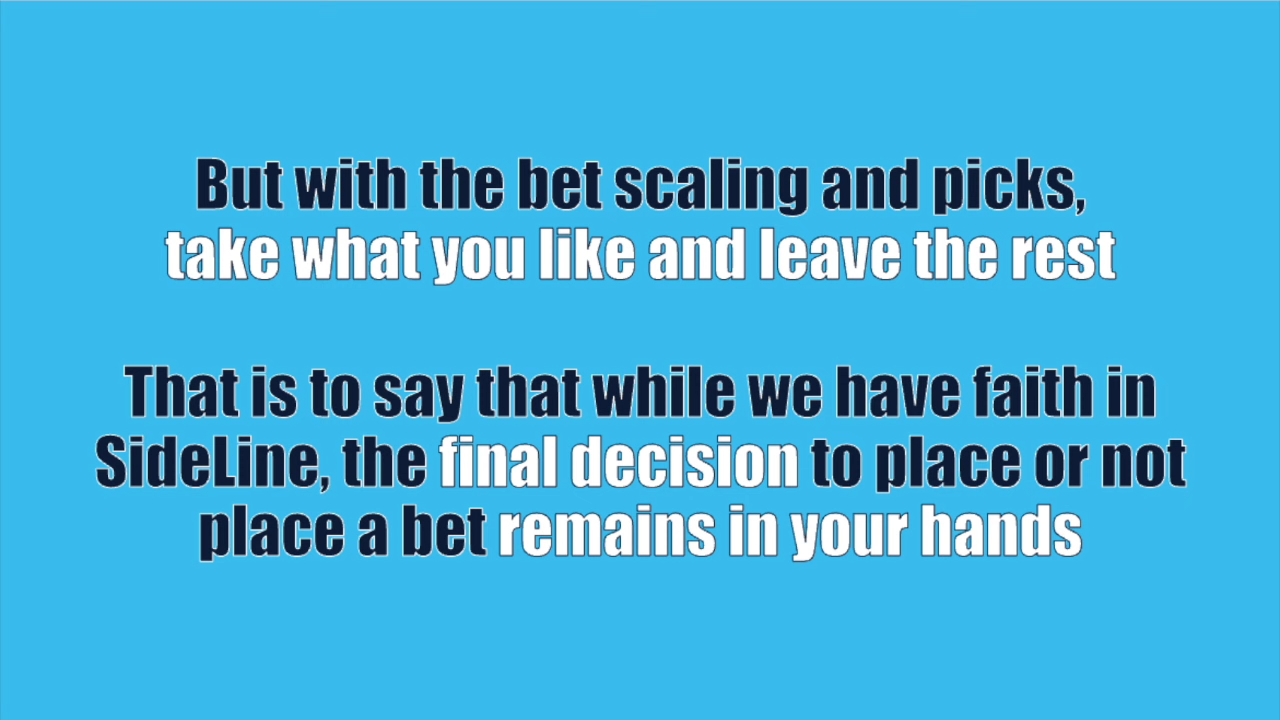 But with the bet scaling and picks,
take what you like and leave the rest
That is to say that while we have faith in
SideLine, the final decision to place or not
place a bet remains in your hands